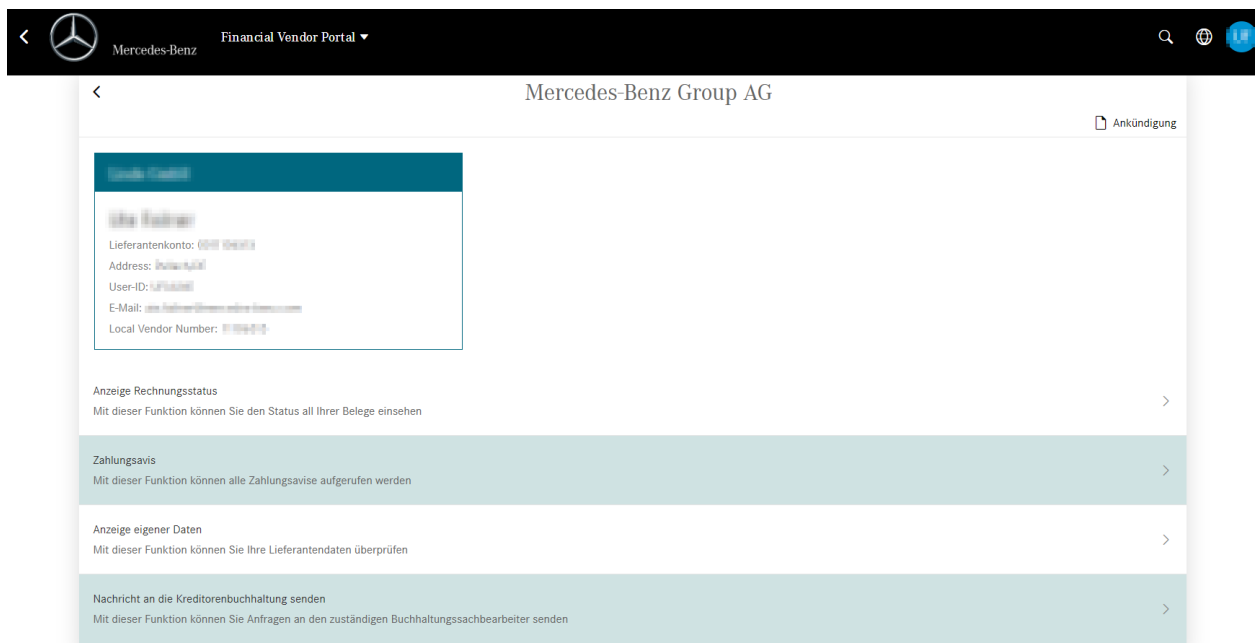 Mercedes-Benz
Financial Vendor Portal
Mercedes-Benz Group AG
Ankündigung
Lieferantenkonto:
Address:
User-ID:
E-Mail:
Local Vendor Number:
Anzeige Rechnungsstatus
Mit dieser Funktion können Sie den Status all Ihrer Belege einsehen
Zahlungsavis
Mit dieser Funktion können alle Zahlungsavise aufgerufen werden
Anzeige eigener Daten
Mit dieser Funktion können Sie Ihre Lieferantendaten überprüfen
Nachricht an die Kreditorenbuchhaltung senden
Mit dieser Funktion können Sie Anfragen an den zuständigen Buchhaltungssachbearbeiter senden